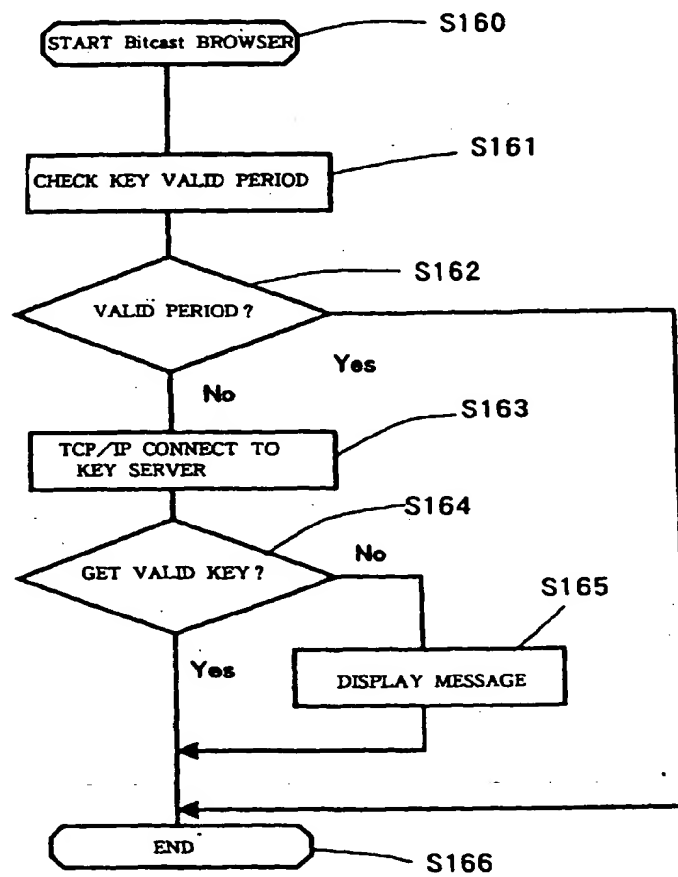 START Bitcast BROWSER
S160
CHECK KEY VALID PERIOD
S161
VALID PERIOD?
S162
Yes
No
TCP/IP CONNECT TO
KEY SERVER
S163
GET VALID KEY?
S164
No
Yes
DISPLAY MESSAGE
S165
END
S166